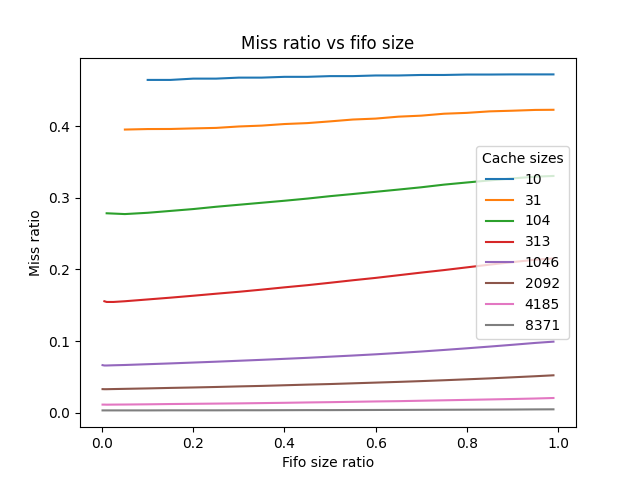 Miss ratio vs fifo size
Miss ratio
0.4
0.3
0.2
0.1
0.0
Cache sizes
10
31
104
313
1046
2092
4185
8371
0.0 0.2 0.4 0.6 0.8 1.0
Fifo size ratio